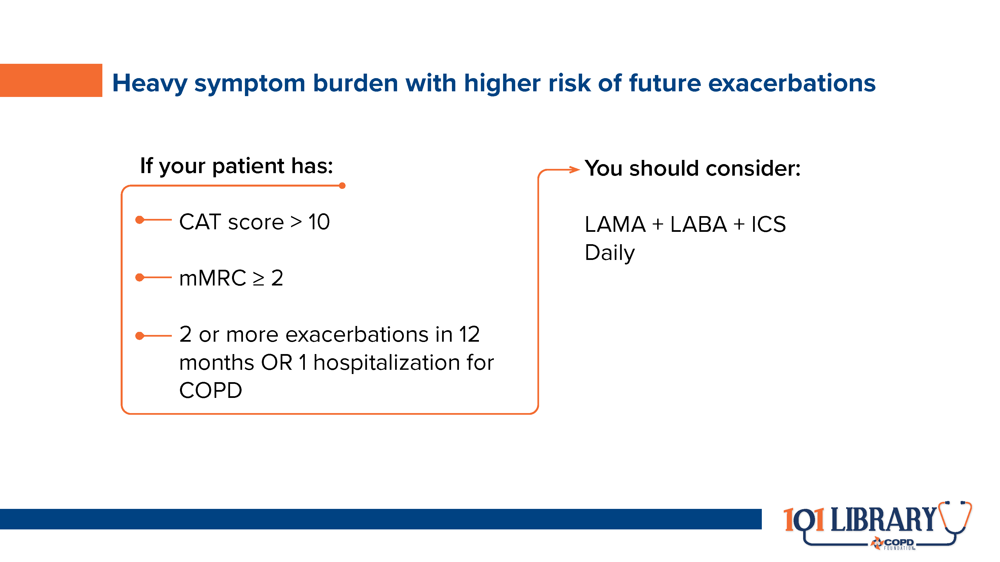 Heavy symptom burden with higher risk of future exacerbations
If your patient has:
CAT score > 10
mMRC ≥ 2
2 or more exacerbations in 12
months OR 1 hospitalization for
COPD
You should consider:
LAMA + LABA + ICS
Daily
101 LIBRARY
COPD
FOUNDATION®